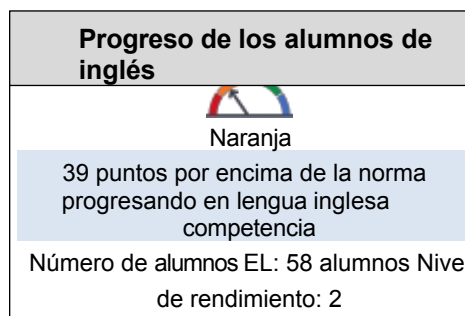 Progreso de los alumnos de
inglés
Naranja
39 puntos por encima de la norma
progresando en lengua inglesa
competencia
Número de alumnos EL: 58 alumnos Nive
de rendimiento: 2